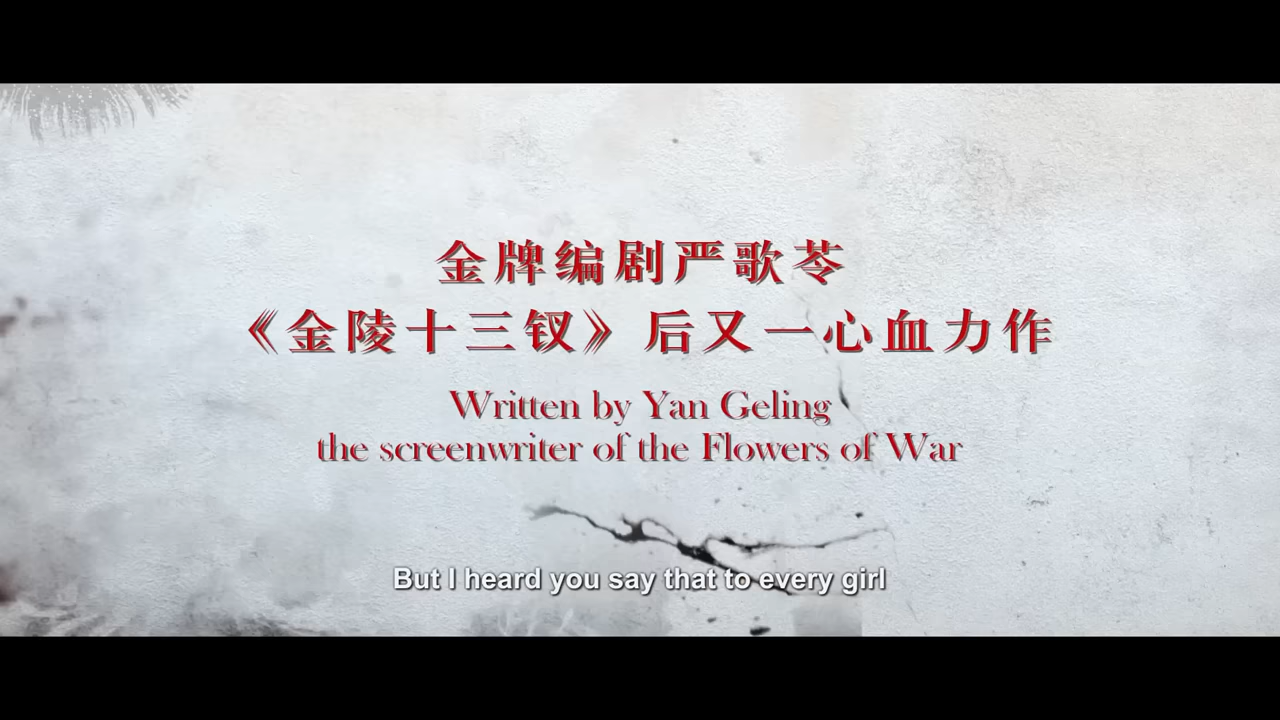 金牌编剧严歌苓
《金陵十三钗》后又一心血力作
Written by Yan Geling
the screenwriter of the Flowers of War
But I heard you say that to every girl